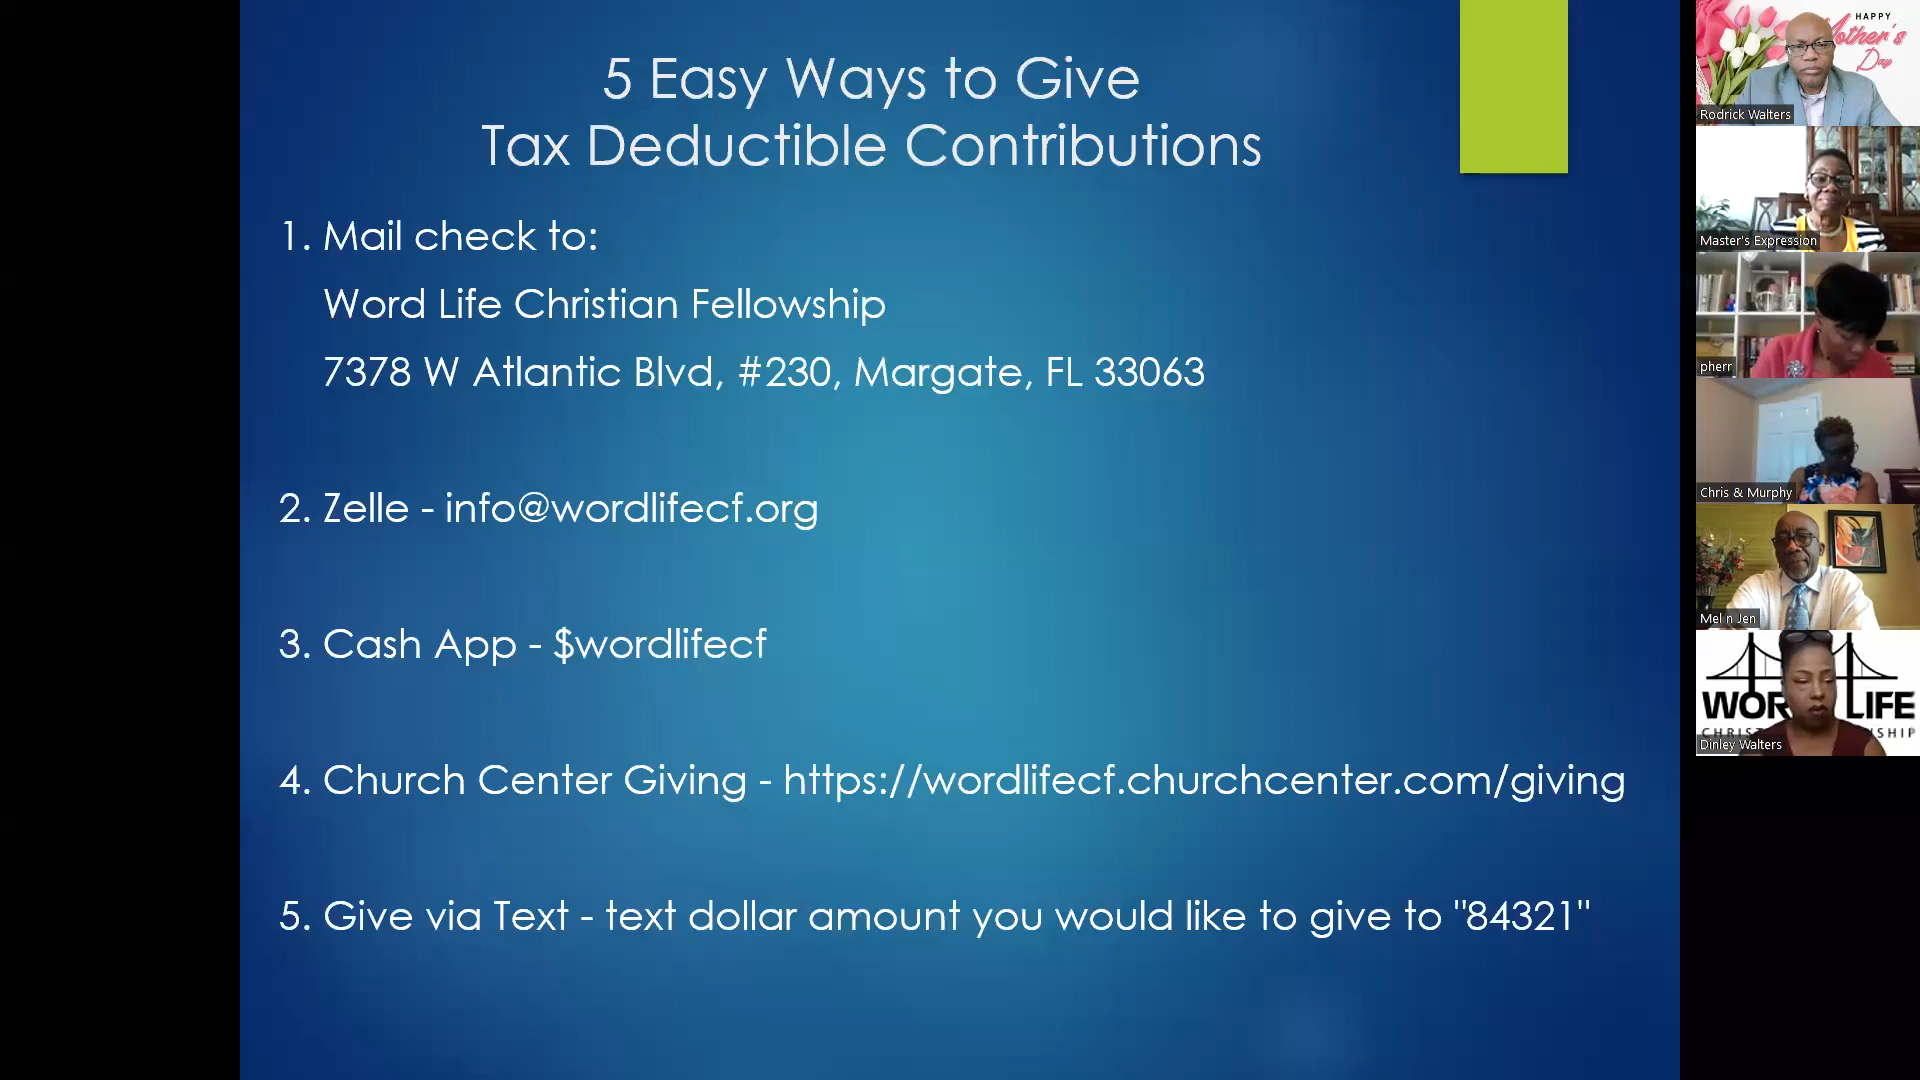 5 Easy Ways to Give
Tax Deductible Contributions
1. Mail check to:
Word Life Christian Fellowship
7378 W Atlantic Blvd, #230, Margate, FL 33063
2. Zelle - info@wordlifecf.org
3. Cash App - $wordlifecf
4. Church Center Giving - https://wordlifecf.churchcenter.com/giving
5. Give via Text - text dollar amount you would like to give to "84321"
HAPPY
Mother's
Day
Rodrick Walters
Master's Expression
pherr
Chris & Murphy
Mel n Jen
LIFE
Dinley Walters